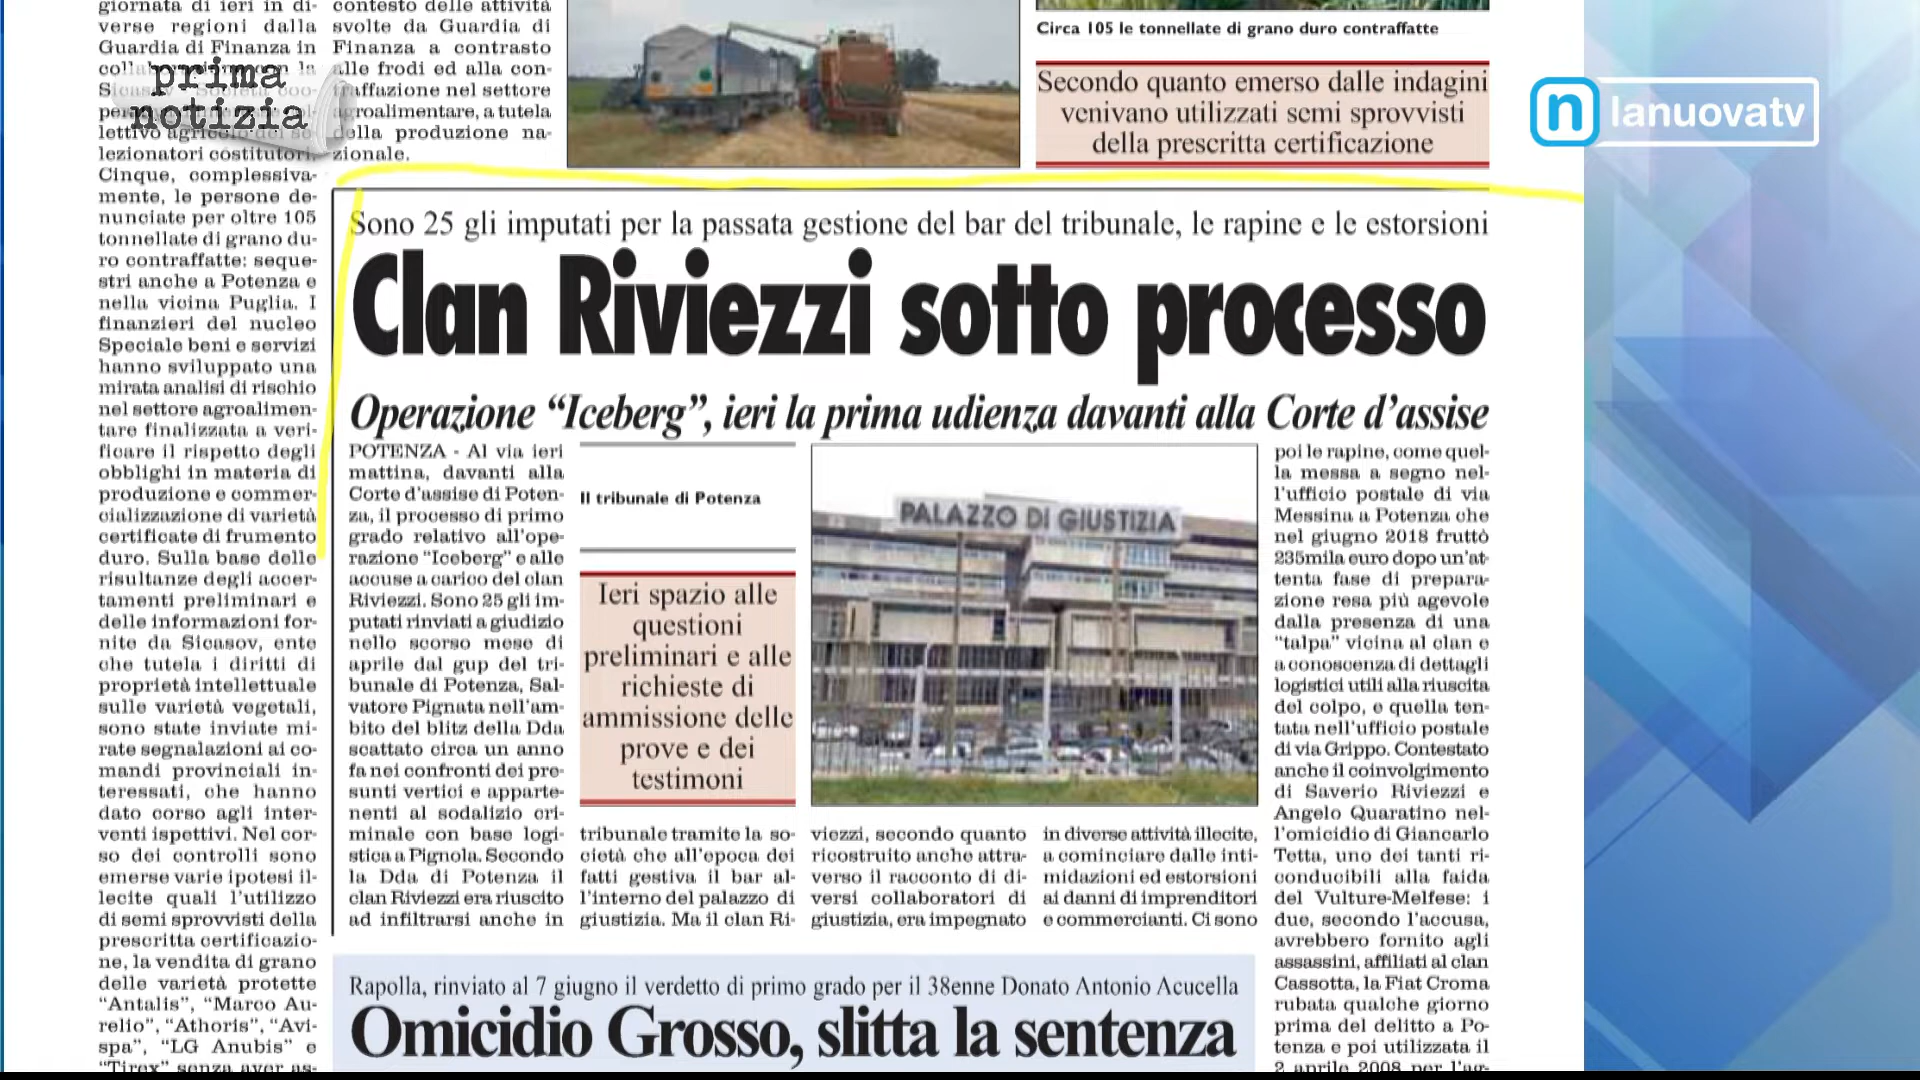 giornata di ieri in di-
verse regioni dalla
Guardia di Finanza in
lettivo
lezionatori costitutori.
Cinque, complessiva-
mente, le persone de-
nunciate per oltre 105
tonnellate di grano du-
ro contraffatte: seque-
stri anche a Potenza e
nella vicina Puglia. I
finanzieri del nucleo
Speciale beni e servizi
hanno sviluppato una
mirata analisi di rischio
nel settore agroalimen-
tare finalizzata a veri-
ficare il rispetto degli
obblighi in materia di
produzione e commer-
cializzazione di varietà
certificate di frumento
duro. Sulla base delle
risultanze degli accer-
tamenti preliminari e
delle informazioni for-
nite da Sicasov, ente
che tutela i diritti di
proprietà intellettuale
sulle varietà vegetali,
sono state inviate mi-
rate segnalazioni ai co-
mandi provinciali in-
teressati, che hanno
dato corso agli inter-
venti ispettivi. Nel cor-
so dei controlli sono
emerse varie ipotesi il-
lecite quali l'utilizzo
di semi sprovvisti della
prescritta certificazio-
ne, la vendita di grano
delle varietà protette
"Antalis", "Marco Au-
relio", "Athoris", "Avi-
spa", "LG Anubis" e
"Tirex" senza aver as-
contesto delle attività
svolte da Guardia di
Finanza a contrasto
alle frodi ed alla con-
traffazione nel settore
agroalimentare, a tutela
della produzione na-
zionale.
prima
notizia
Circa 105 le tonnellate di grano duro contraffatte
Secondo quanto emerso dalle indagini
venivano utilizzati semi sprovvisti
della prescritta certificazione
n lanuovatv
Sono 25 gli imputati per la passata gestione del bar del tribunale, le rapine e le estorsioni
Clan Riviezzi sotto processo
Operazione "Iceberg", ieri la prima udienza davanti alla Corte d'assise
POTENZA - Al via ieri
mattina, davanti alla
Corte d'assise di Poten-
za, il processo di primo
grado relativo all'ope-
razione "Iceberg" e alle
accuse a carico del clan
Riviezzi. Sono 25 gli im-
putati rinviati a giudizio
nello scorso mese di
aprile dal gup del tri-
bunale di Potenza, Sal-
vatore Pignata nell'am-
bito del blitz della Dda
scattato circa un anno
fa nei confronti dei pre-
sunti vertici e apparte-
nenti al sodalizio cri-
minale con base logi-
stica a Pignola. Secondo
la Dda di Potenza il
clan Riviezzi era riuscito
ad infiltrarsi anche in
Il tribunale di Potenza
Ieri spazio alle
questioni
preliminari e alle
richieste di
ammissione delle
prove e dei
testimoni
PALAZZO DI GIUSTIZIA
tribunale tramite la so-
cietà che all'epoca dei
fatti gestiva il bar al-
l'interno del palazzo di
giustizia. Ma il clan Ri-
viezzi, secondo quanto
ricostruito anche attra-
verso il racconto di di-
versi collaboratori di
giustizia, era impegnato
in diverse attività illecite,
a cominciare dalle inti-
midazioni ed estorsioni
ai danni di imprenditori
e commercianti. Ci sono
poi le rapine, come quel-
la messa a segno nel-
l'ufficio postale di via
Messina a Potenza che
nel giugno 2018 fruttò
235mila euro dopo un'at-
tenta fase di prepara-
zione resa più agevole
dalla presenza di una
"talpa" vicina al clan e
a conoscenza di dettagli
logistici utili alla riuscita
del colpo, e quella ten-
tata nell'ufficio postale
di via Grippo. Contestato
anche il coinvolgimento
di Saverio Riviezzi e
Angelo Quaratino nel-
l'omicidio di Giancarlo
Tetta, uno dei tanti ri-
conducibili alla faida
del Vulture-Melfese: i
due, secondo l'accusa,
avrebbero fornito agli
assassini, affiliati al clan
Cassotta, la Fiat Croma
rubata qualche giorno
prima del delitto a Po-
tenza e poi utilizzata il
2 aprile 2008 per l'ag-
Rapolla, rinviato al 7 giugno il verdetto di primo grado per il 38enne Donato Antonio Acucella
Omicidio Grosso, slitta la sentenza